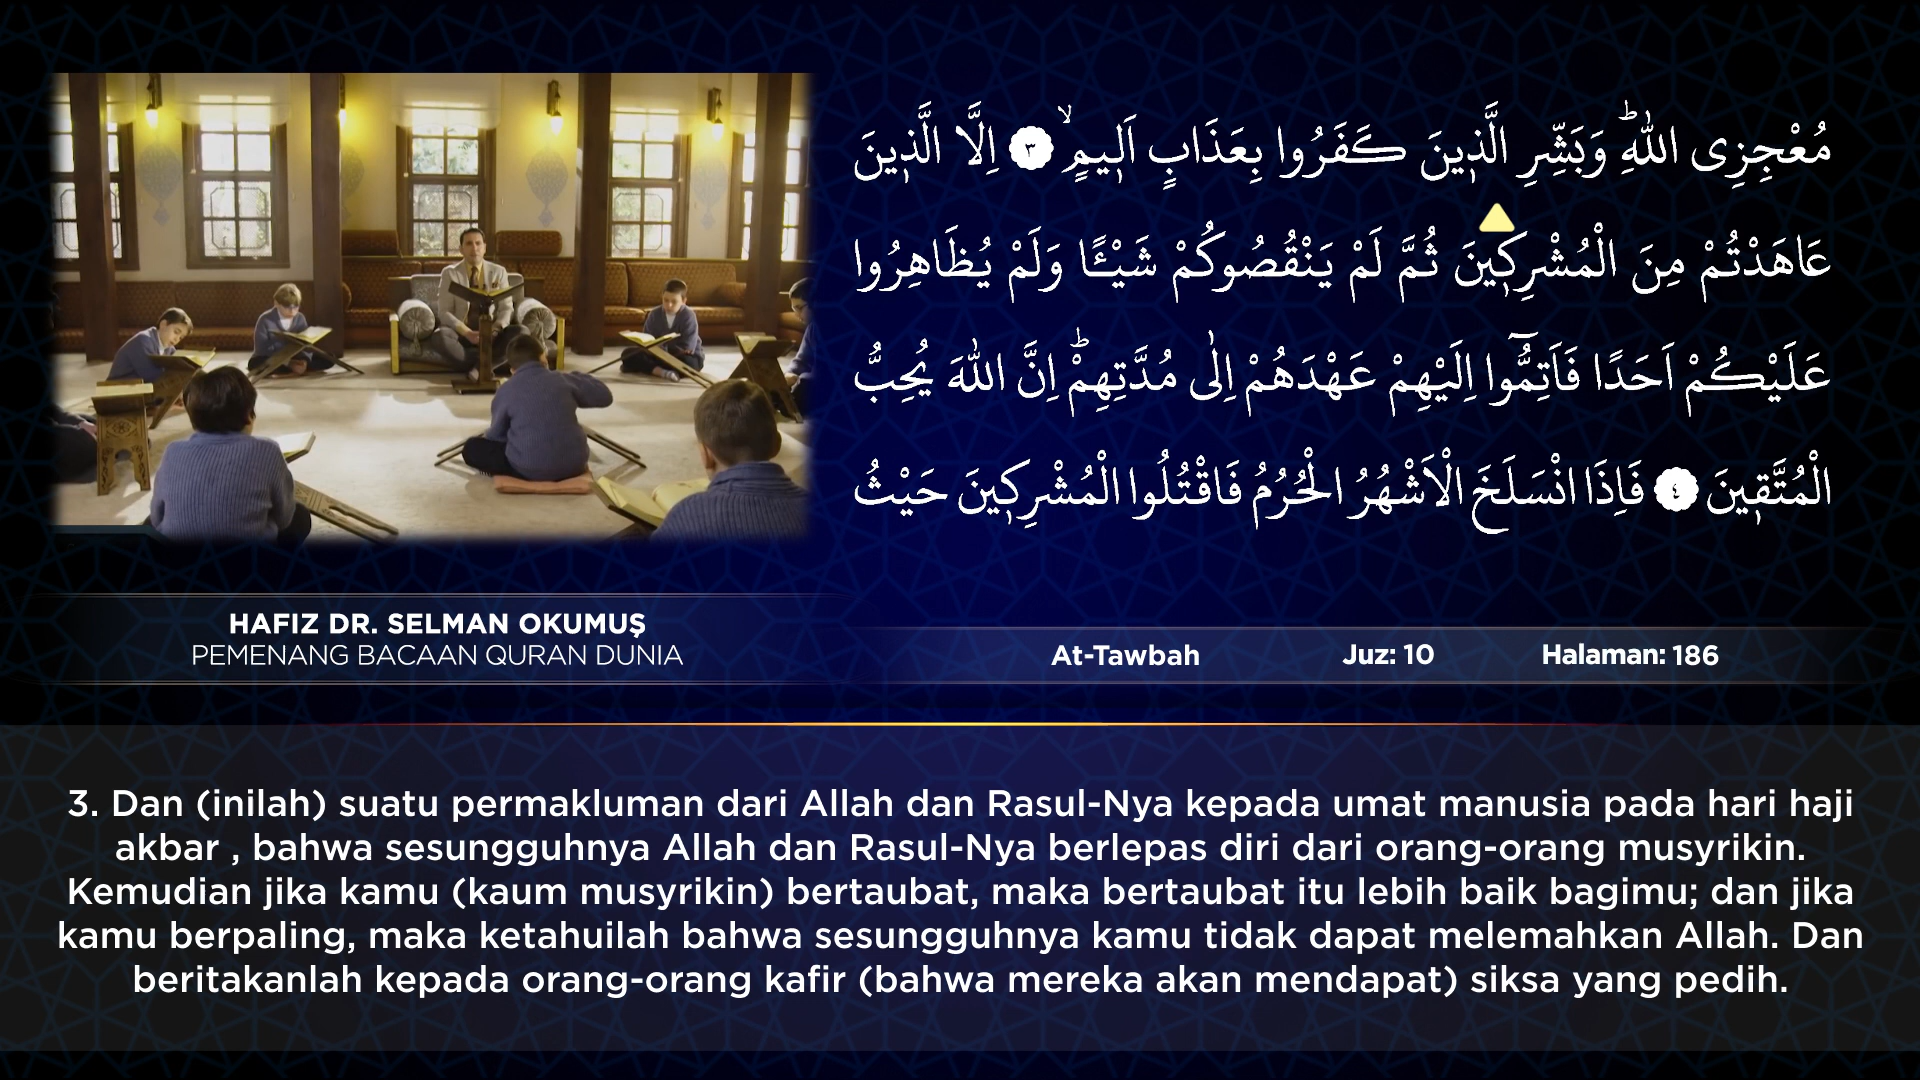 مُعْجِزِى اللّٰهِۜ وَبَشِّرِ الَّذ۪ينَ كَفَرُوا بِعَذَابٍ اَل۪يمٍۙ ٣ اِلَّا الَّذ۪ينَ
عَاهَدْتُمْ مِنَ الْمُشْرِك۪ينَ ثُمَّ لَمْ يَنْقُصُوكُمْ شَيْـًٔا وَلَمْ يُظَاهِرُوا
عَلَيْكُمْ اَحَدًا فَاَتِمُّٓوا اِلَيْهِمْ عَهْدَهُمْ اِلٰى مُدَّتِهِمْۜ اِنَّ اللّٰهَ يُحِبُّ
الْمُتَّق۪ينَ ٤ فَاِذَا انْسَلَخَ الْاَشْهُرُ الْحُرُمُ فَاقْتُلُوا الْمُشْرِك۪ينَ حَيْثُ
HAFIZ DR. SELMAN OKUMUŞ
PEMENANG BACAAN QURAN DUNIA
At-Tawbah Juz: 10 Halaman: 186
3. Dan (inilah) suatu permakluman dari Allah dan Rasul-Nya kepada umat manusia pada hari haji
akbar , bahwa sesungguhnya Allah dan Rasul-Nya berlepas diri dari orang-orang musyrikin.
Kemudian jika kamu (kaum musyrikin) bertaubat, maka bertaubat itu lebih baik bagimu; dan jika
kamu berpaling, maka ketahuilah bahwa sesungguhnya kamu tidak dapat melemahkan Allah. Dan
beritakanlah kepada orang-orang kafir (bahwa mereka akan mendapat) siksa yang pedih.